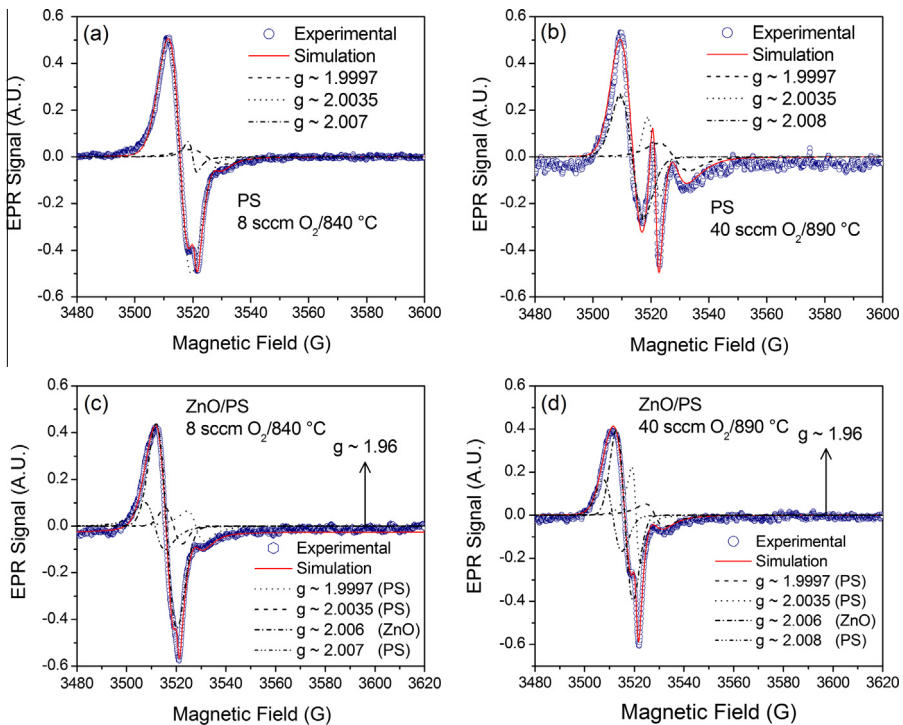 (a)
Experimental
Simulation
g ~ 1.9997
g ~ 2.0035
g ~ 2.007
PS
8 sccm O₂/840 °C
EPR Signal (A.U.)
0.6
0.4
0.2
0.0
-0.2
-0.4
-0.6
3480 3500 3520 3540 3560 3580 3600
Magnetic Field (G)
(b)
Experimental
Simulation
g ~ 1.9997
g ~ 2.0035
g ~ 2.008
PS
40 sccm O₂/890 °C
EPR Signal (A.U.)
0.6
0.4
0.2
0.0
-0.2
-0.4
-0.6
3480 3500 3520 3540 3560 3580 3600
Magnetic Field (G)
(c)
ZnO/PS
8 sccm O₂/840 °C
g ~ 1.96
Experimental
Simulation
g ~ 1.9997 (PS)
g ~ 2.0035 (PS)
g ~ 2.006 (ZnO)
g ~ 2.007 (PS)
EPR Signal (A.U.)
0.6
0.4
0.2
0.0
-0.2
-0.4
-0.6
3480 3500 3520 3540 3560 3580 3600 3620
Magnetic Field (G)
(d)
ZnO/PS
40 sccm O₂/890 °C
g ~ 1.96
Experimental
Simulation
g ~ 1.9997 (PS)
g ~ 2.0035 (PS)
g ~ 2.006 (ZnO)
g ~ 2.008 (PS)
EPR Signal (A.U.)
0.6
0.4
0.2
0.0
-0.2
-0.4
-0.6
3480 3500 3520 3540 3560 3580 3600 3620
Magnetic Field (G)